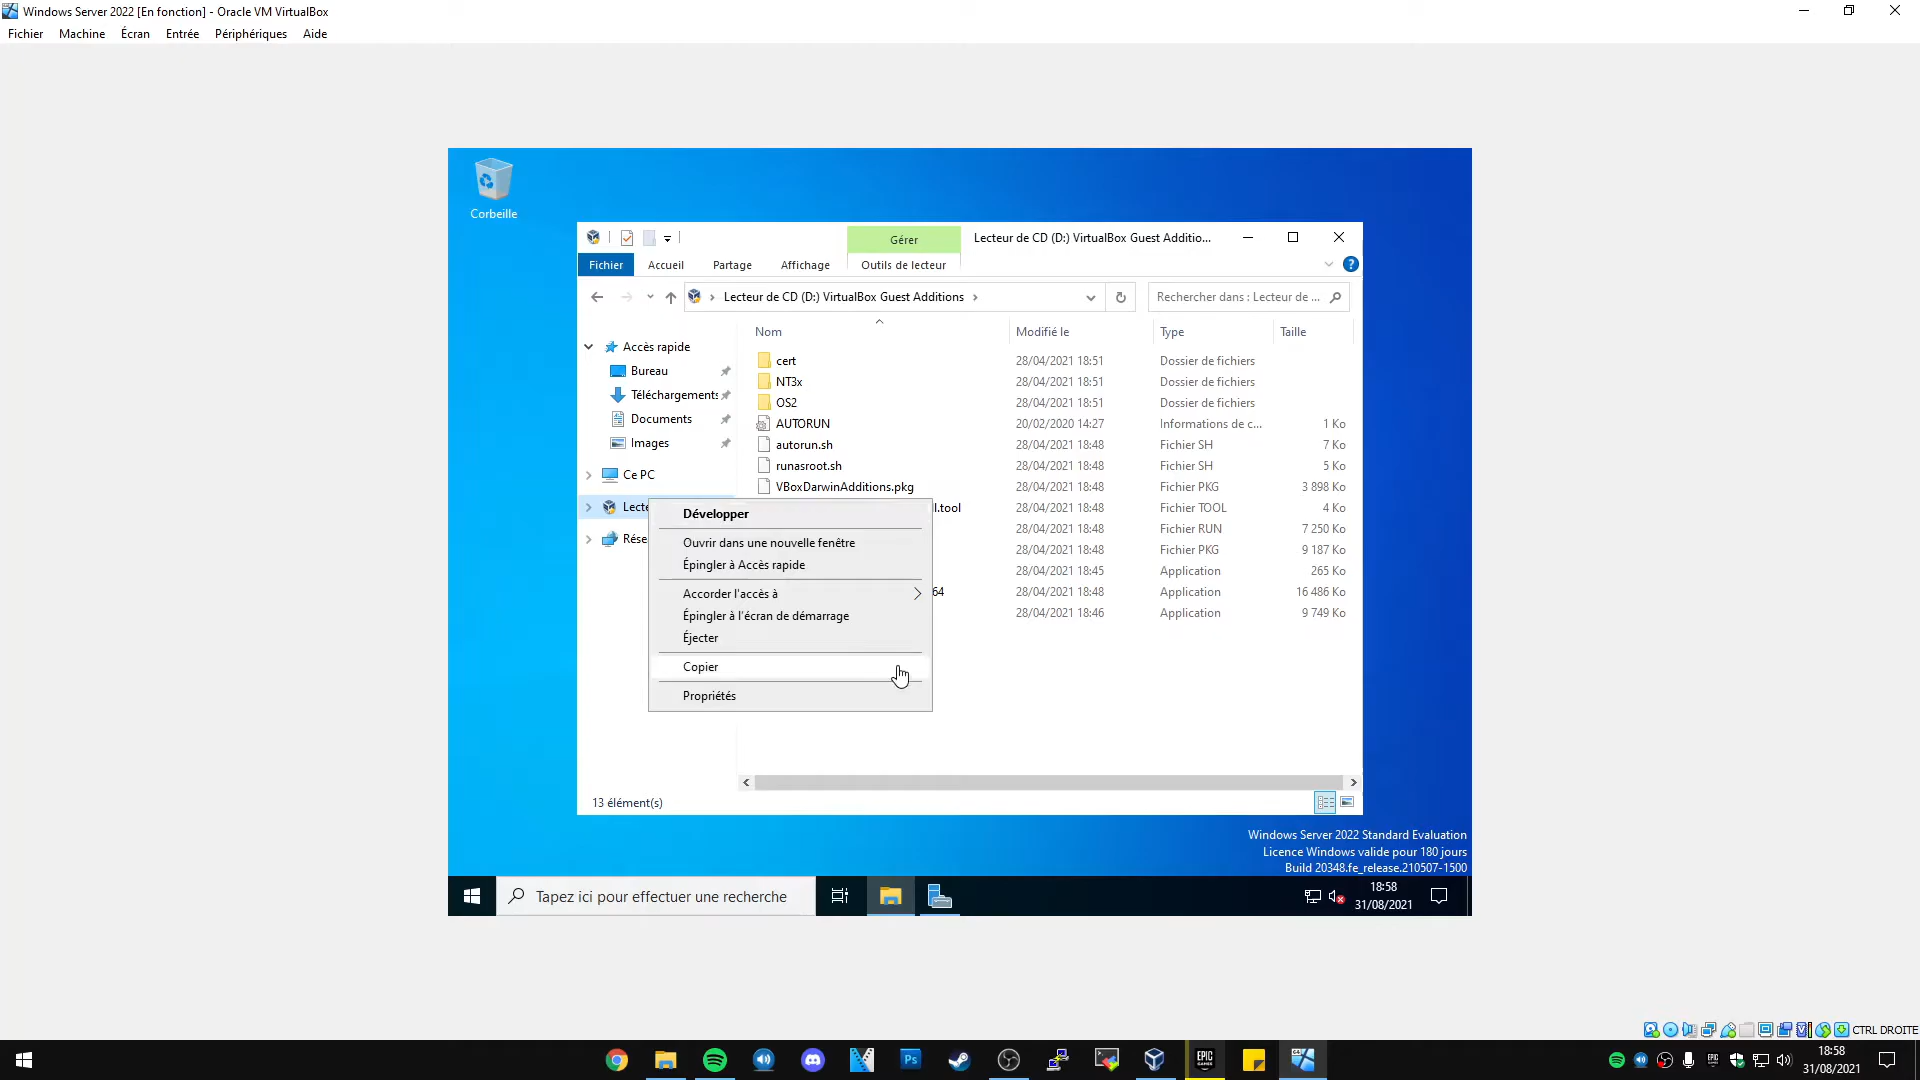 Windows Server 2022 [En fonction] - Oracle VM VirtualBox
Fichier Machine Écran Entrée Périphériques Aide
Corbeille
Gérer Lecteur de CD (D:) VirtualBox Guest Additio...
Fichier Accueil Partage Affichage Outils de lecteur
Lecteur de CD (D:) VirtualBox Guest Additions
Rechercher dans : Lecteur de ...
Nom Modifié le Type Taille
Accès rapide
Bureau
Téléchargements
Documents
Images
Ce PC
Lecte
Rése
cert 28/04/2021 18:51 Dossier de fichiers
NT3x 28/04/2021 18:51 Dossier de fichiers
OS2 28/04/2021 18:51 Dossier de fichiers
AUTORUN 20/02/2020 14:27 Informations de c... 1 Ko
autorun.sh 28/04/2021 18:48 Fichier SH 7 Ko
runasroot.sh 28/04/2021 18:48 Fichier SH 5 Ko
VBoxDarwinAdditions.pkg 28/04/2021 18:48 Fichier PKG 3 898 Ko
l.tool 28/04/2021 18:48 Fichier TOOL 4 Ko
28/04/2021 18:48 Fichier RUN 7 250 Ko
28/04/2021 18:48 Fichier PKG 9 187 Ko
28/04/2021 18:45 Application 265 Ko
64 28/04/2021 18:48 Application 16 486 Ko
28/04/2021 18:46 Application 9 749 Ko
Développer
Ouvrir dans une nouvelle fenêtre
Épingler à Accès rapide
Accorder l'accès à
Épingler à l'écran de démarrage
Éjecter
Copier
Propriétés
13 élément(s)
Windows Server 2022 Standard Evaluation
Licence Windows valide pour 180 jours
Build 20348.fe_release.210507-1500
Tapez ici pour effectuer une recherche
18:58
31/08/2021
CTRL DROITE
Ps
EPIC GAMES
18:58
31/08/2021